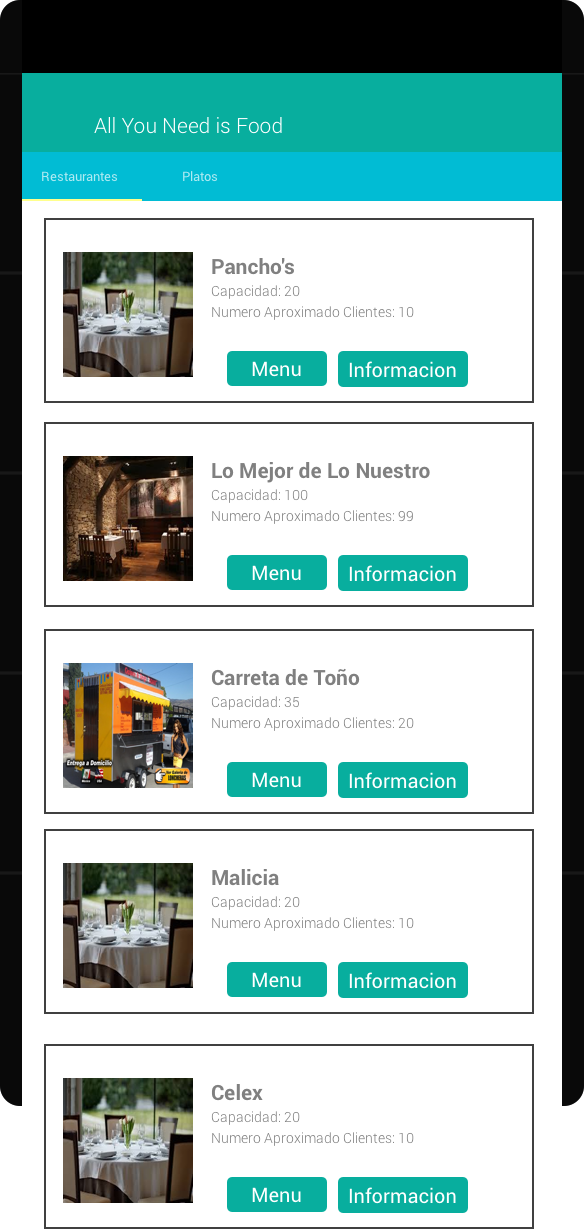 All You Need is Food
Restaurantes
Platos
Pancho's
Capacidad: 20
Numero Aproximado Clientes: 10
Menu
Informacion
Lo Mejor de Lo Nuestro
Capacidad: 100
Numero Aproximado Clientes: 99
Menu
Informacion
Carreta de Toño
Capacidad: 35
Numero Aproximado Clientes: 20
Entrega a Domicilio
LONCHERAS
Menu
Informacion
Malicia
Capacidad: 20
Numero Aproximado Clientes: 10
Menu
Informacion
Celex
Capacidad: 20
Numero Aproximado Clientes: 10
Menu
Informacion